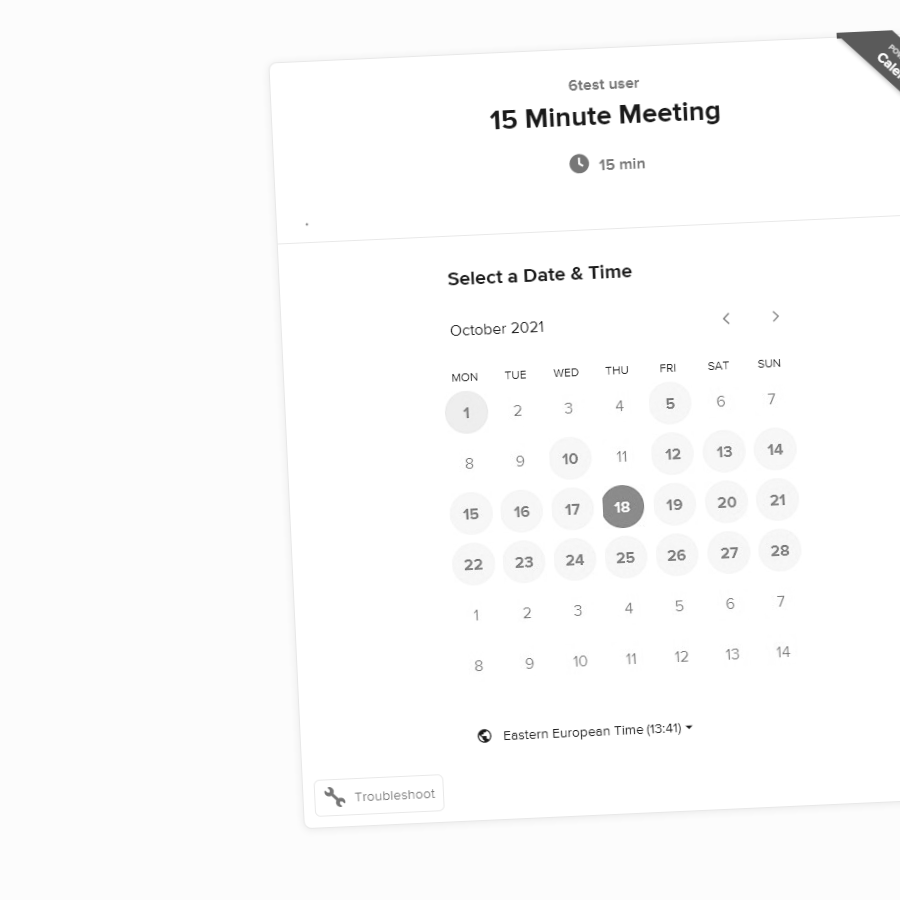 6test user
15 Minute Meeting
15 min
Select a Date & Time
October 2021
MON TUE WED THU FRI SAT SUN
1 2 3 4 5 6 7
8 9 10 11 12 13 14
15 16 17 18 19 20 21
22 23 24 25 26 27 28
1 2 3 4 5 6 7
8 9 10 11 12 13 14
Eastern European Time (13:41)
Troubleshoot